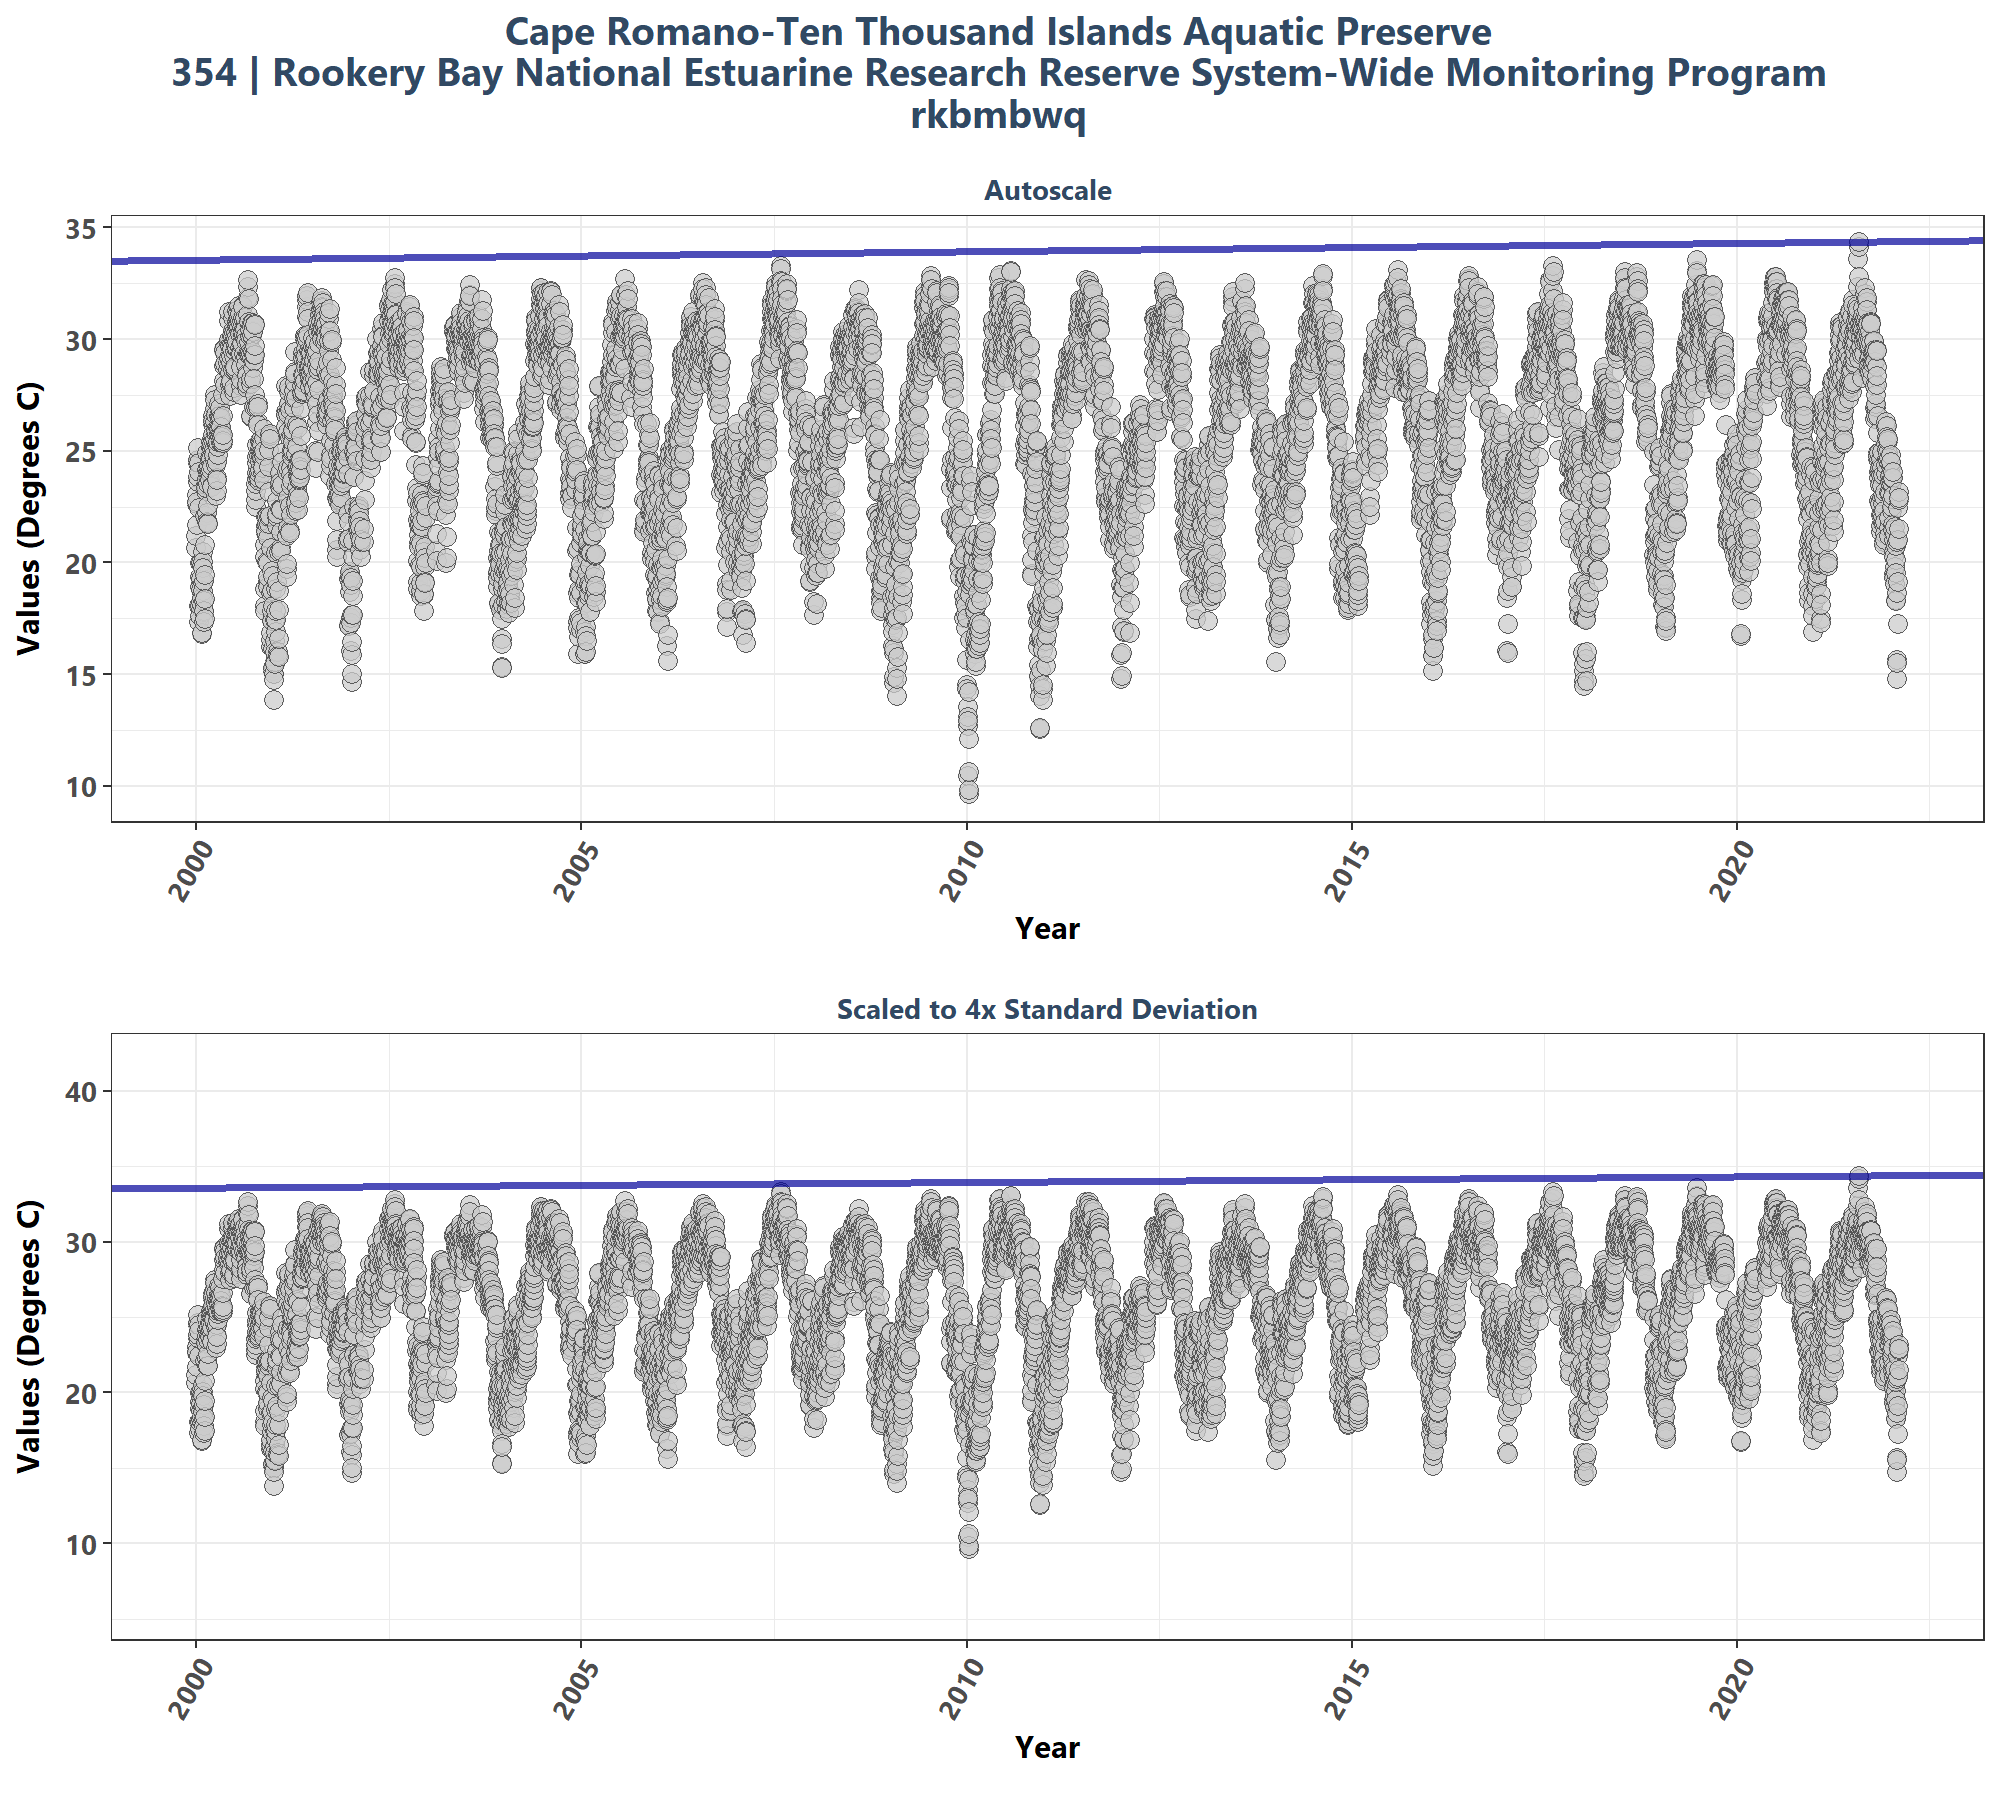 Cape Romano-Ten Thousand Islands Aquatic Preserve
354 | Rookery Bay National Estuarine Research Reserve System-Wide Monitoring Program
rkbmbwq
Autoscale
Values (Degrees C)
35
30
25
20
15
10
2000
2005
2010
2015
2020
Year
Scaled to 4x Standard Deviation
Values (Degrees C)
40
30
20
10
2000
2005
2010
2015
2020
Year